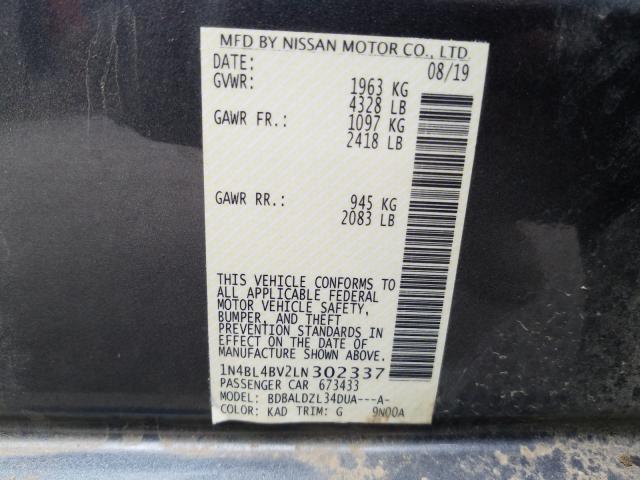 MFD BY NISSAN MOTOR CO., LTD
DATE: 08/19
GVWR: 1963 KG
4328 LB
GAWR FR.: 1097 KG
2418 LB
GAWR RR.: 945 KG
2083 LB
THIS VEHICLE CONFORMS TO
ALL APPLICABLE FEDERAL
MOTOR VEHICLE SAFETY,
BUMPER, AND THEFT
PREVENTION STANDARDS IN
EFFECT ON THE DATE OF
MANUFACTURE SHOWN ABOVE.
1N4BL4BV2LN302337
PASSENGER CAR 673433
MODEL: BDBALDZL34DUA---A-
COLOR: KAD TRIM: G 9N00A